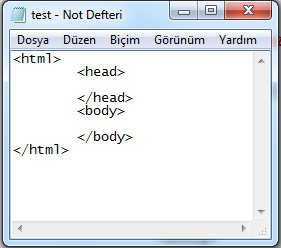 test - Not Defteri
Dosya Düzen Biçim Görünüm Yardım
<html>
<head>
</head>
<body>
</body>
</html>